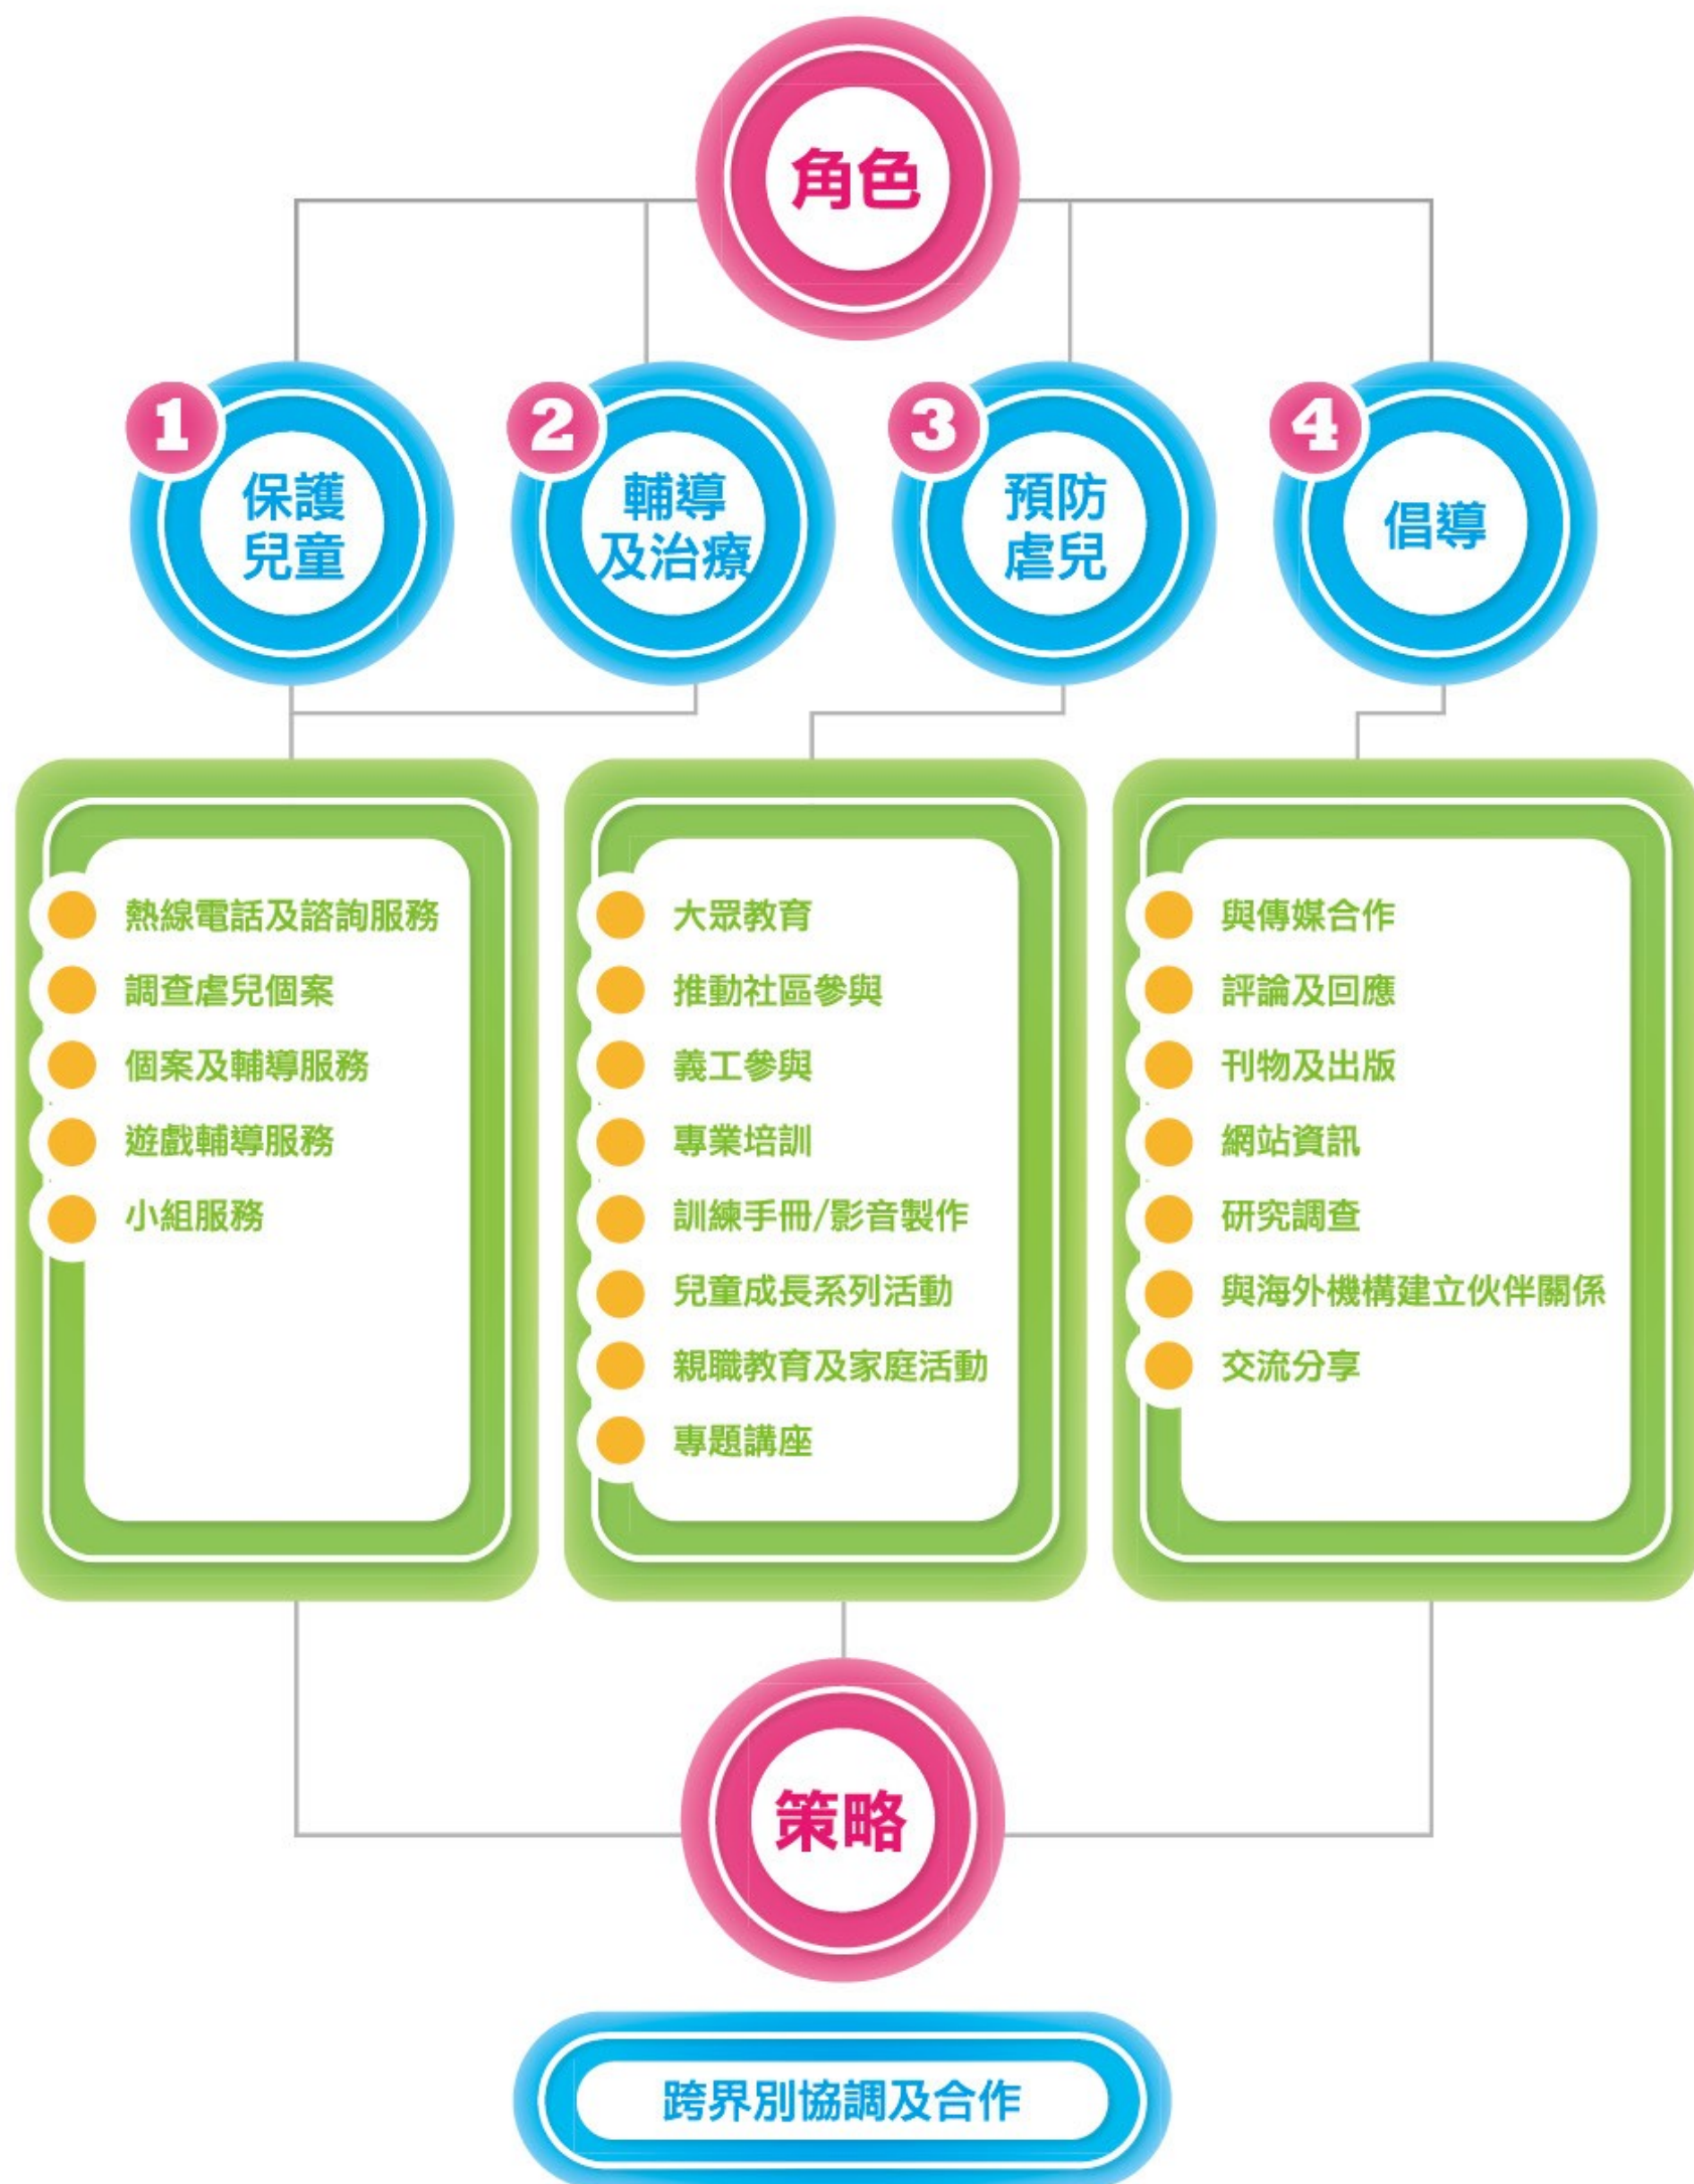 角色
1
保護
兒童
2
輔導
及治療
3
預防
虐兒
4
倡導
熱線電話及諮詢服務
調查虐兒個案
個案及輔導服務
遊戲輔導服務
小組服務
大眾教育
推動社區參與
義工參與
專業培訓
訓練手冊/影音製作
兒童成長系列活動
親職教育及家庭活動
專題講座
與傳媒合作
評論及回應
刊物及出版
網站資訊
研究調查
與海外機構建立伙伴關係
交流分享
策略
跨界別協調及合作